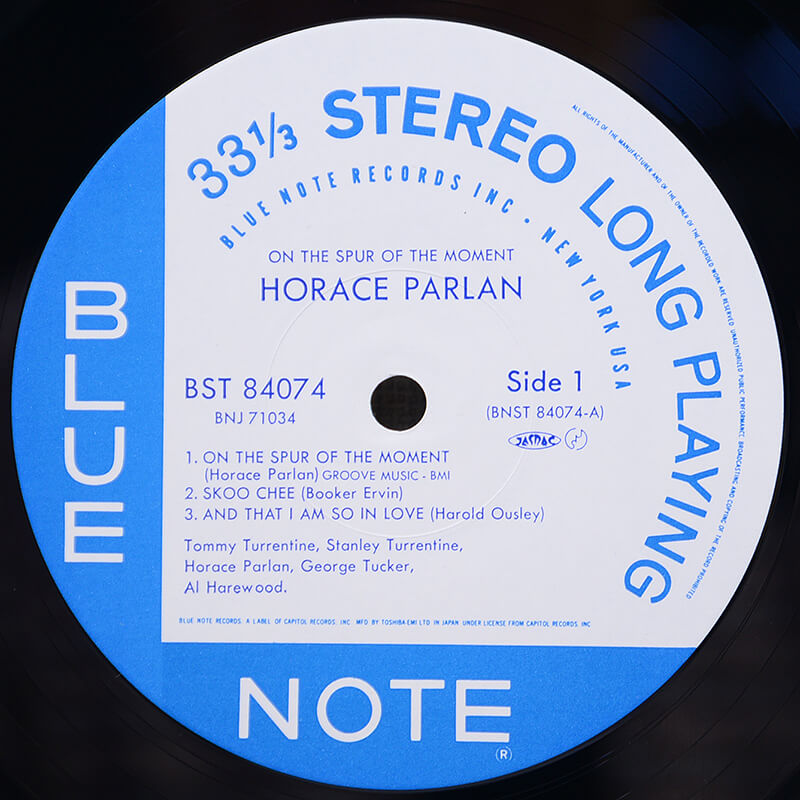 33⅓ STEREO LONG PLAYING
BLUE NOTE RECORDS INC · NEW YORK USA
ALL RIGHTS OF THE MANUFACTURER AND OF THE OWNER OF THE RECORDED WORK ARE RESERVED. UNAUTHORIZED PUBLIC PERFORMANCE, BROADCASTING AND COPYING OF THE RECORD PROHIBITED
ON THE SPUR OF THE MOMENT
HORACE PARLAN
BST 84074
BNJ 71034
Side 1
(BNST 84074-A)
JASRAC
1. ON THE SPUR OF THE MOMENT
(Horace Parlan) GROOVE MUSIC - BMI
2. SKOO CHEE (Booker Ervin)
3. AND THAT I AM SO IN LOVE (Harold Ousley)
Tommy Turrentine, Stanley Turrentine,
Horace Parlan, George Tucker,
Al Harewood.
BLUE NOTE RECORDS, A LABEL OF CAPITOL RECORDS, INC. MFD BY TOSHIBA EMI LTD IN JAPAN UNDER LICENSE FROM CAPITOL RECORDS, INC
BLUE
NOTE
®